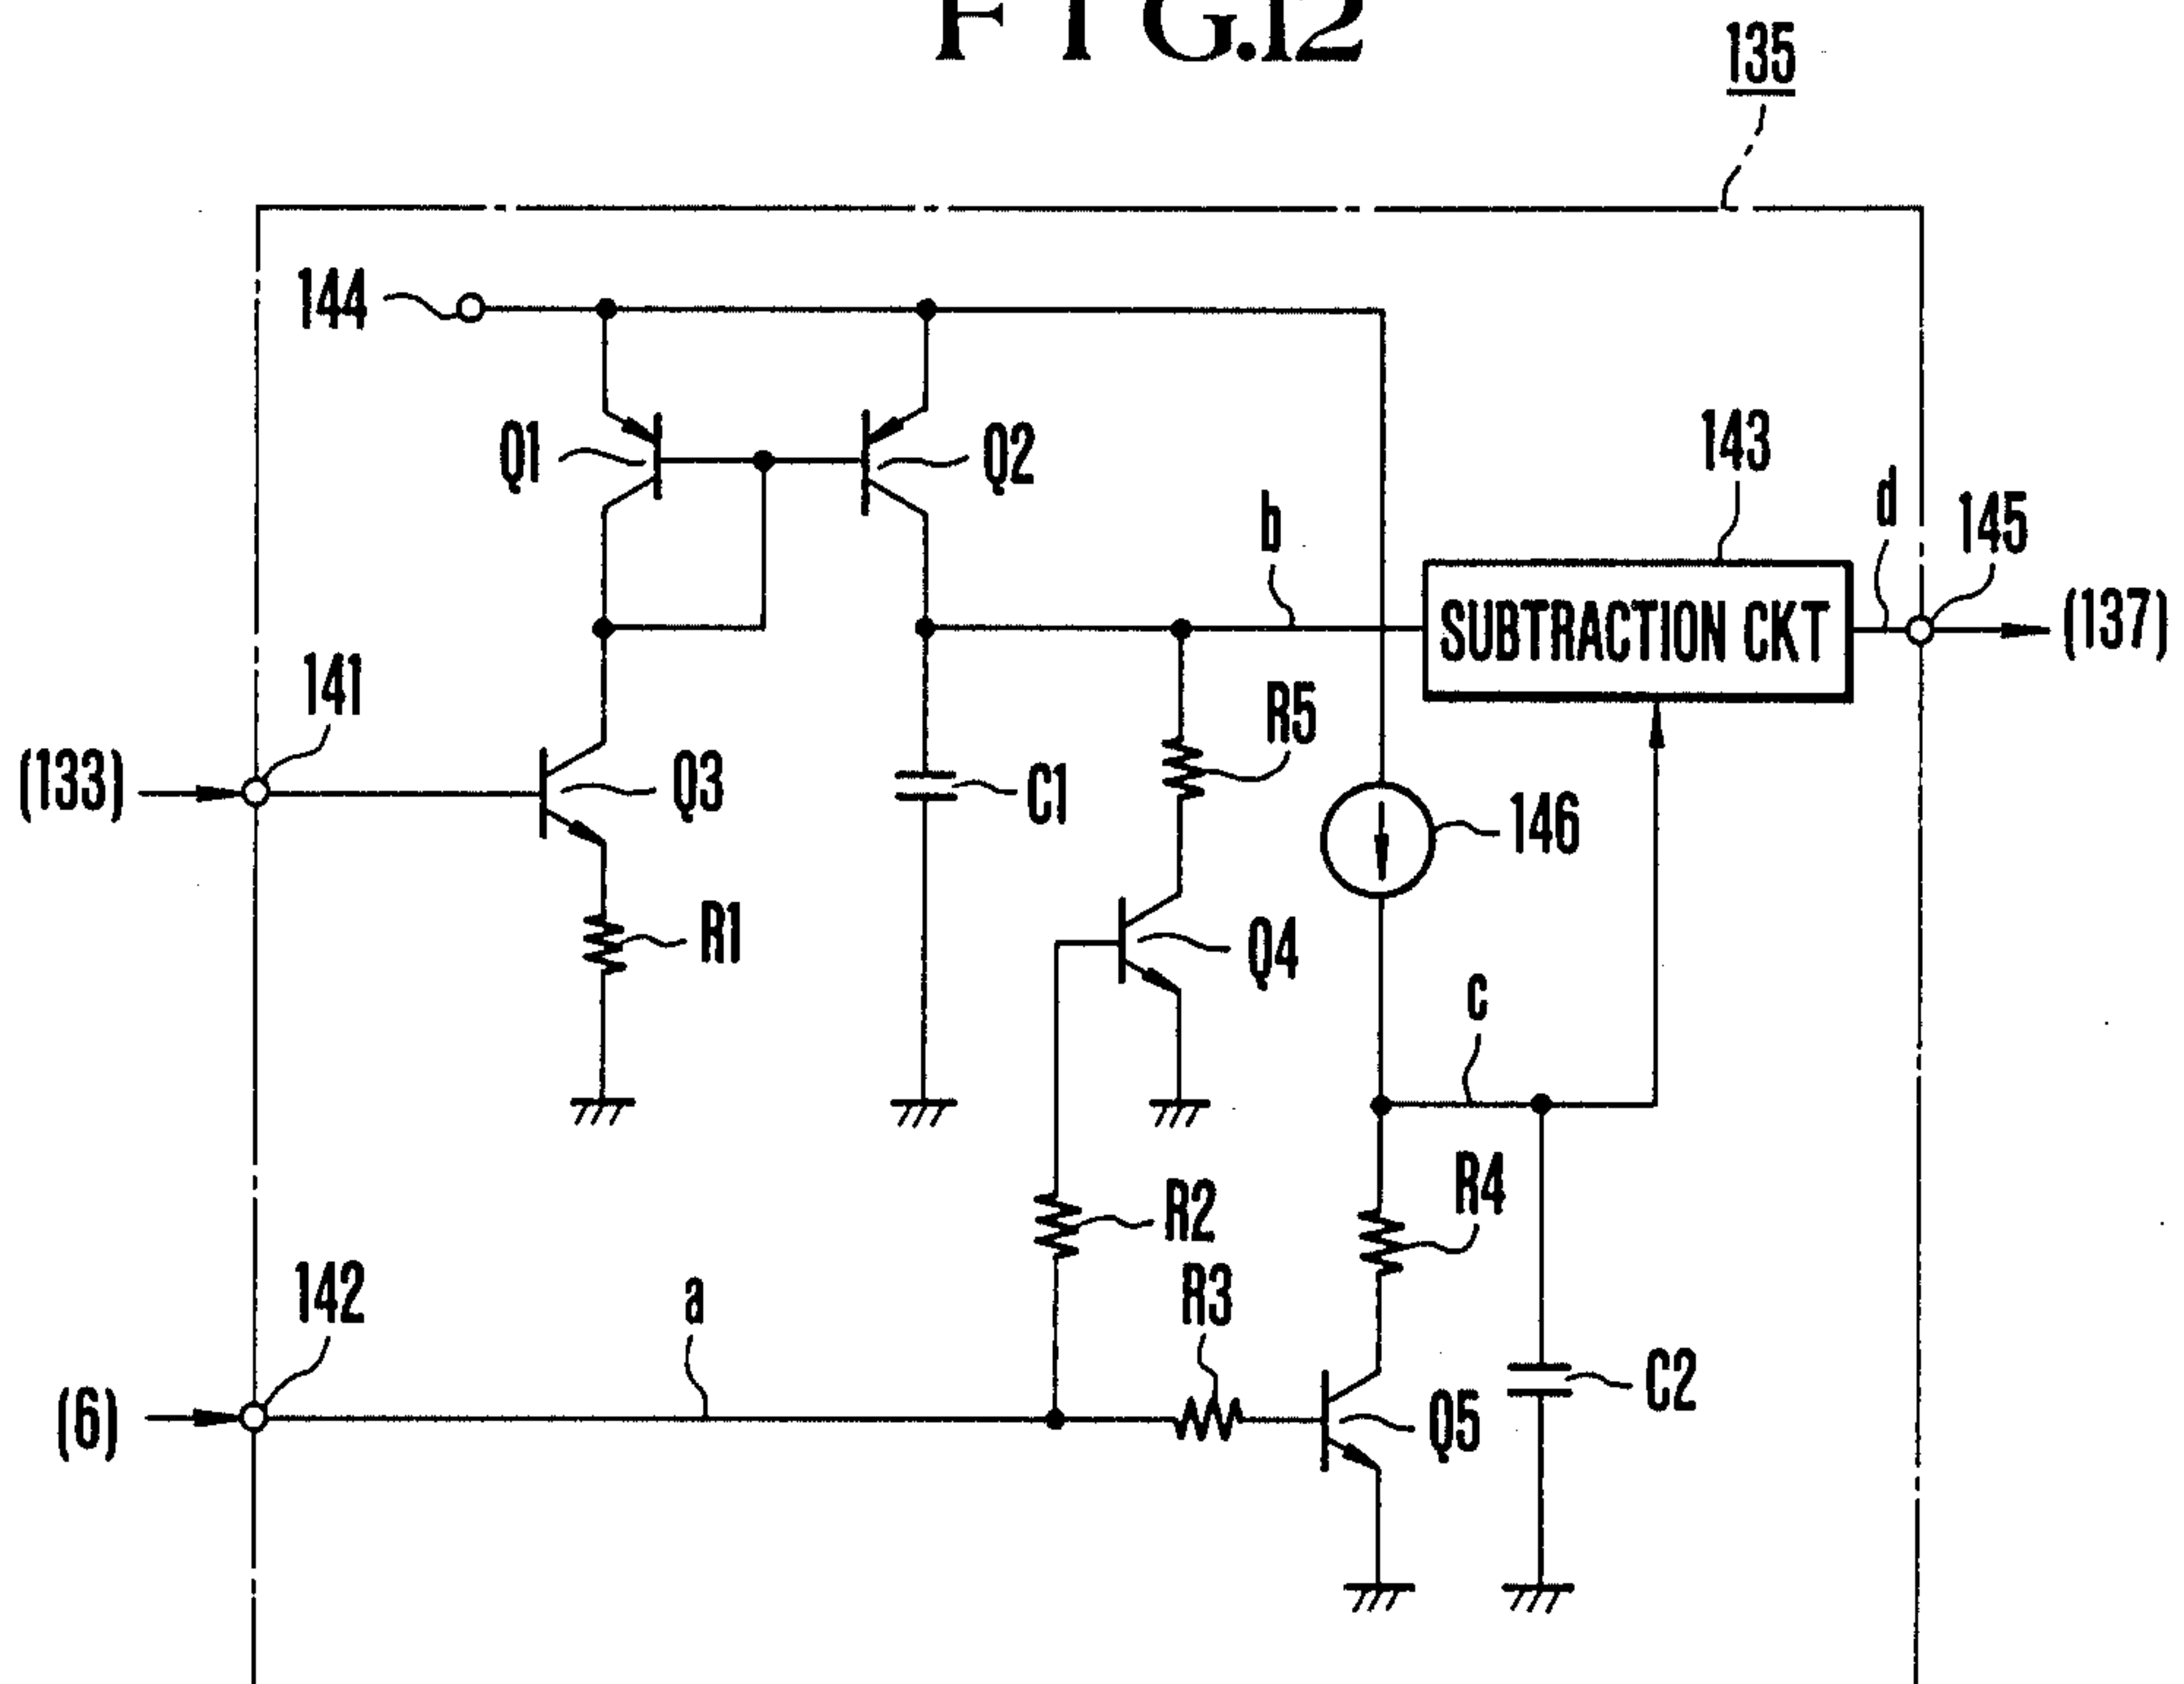 FIG.12
135
144
Q1
Q2
143
b
d
145
SUBTRACTION CKT
(137)
141
R5
(133)
Q3
C1
146
R1
Q4
c
R4
R2
142
a
R3
(6)
Q5
C2